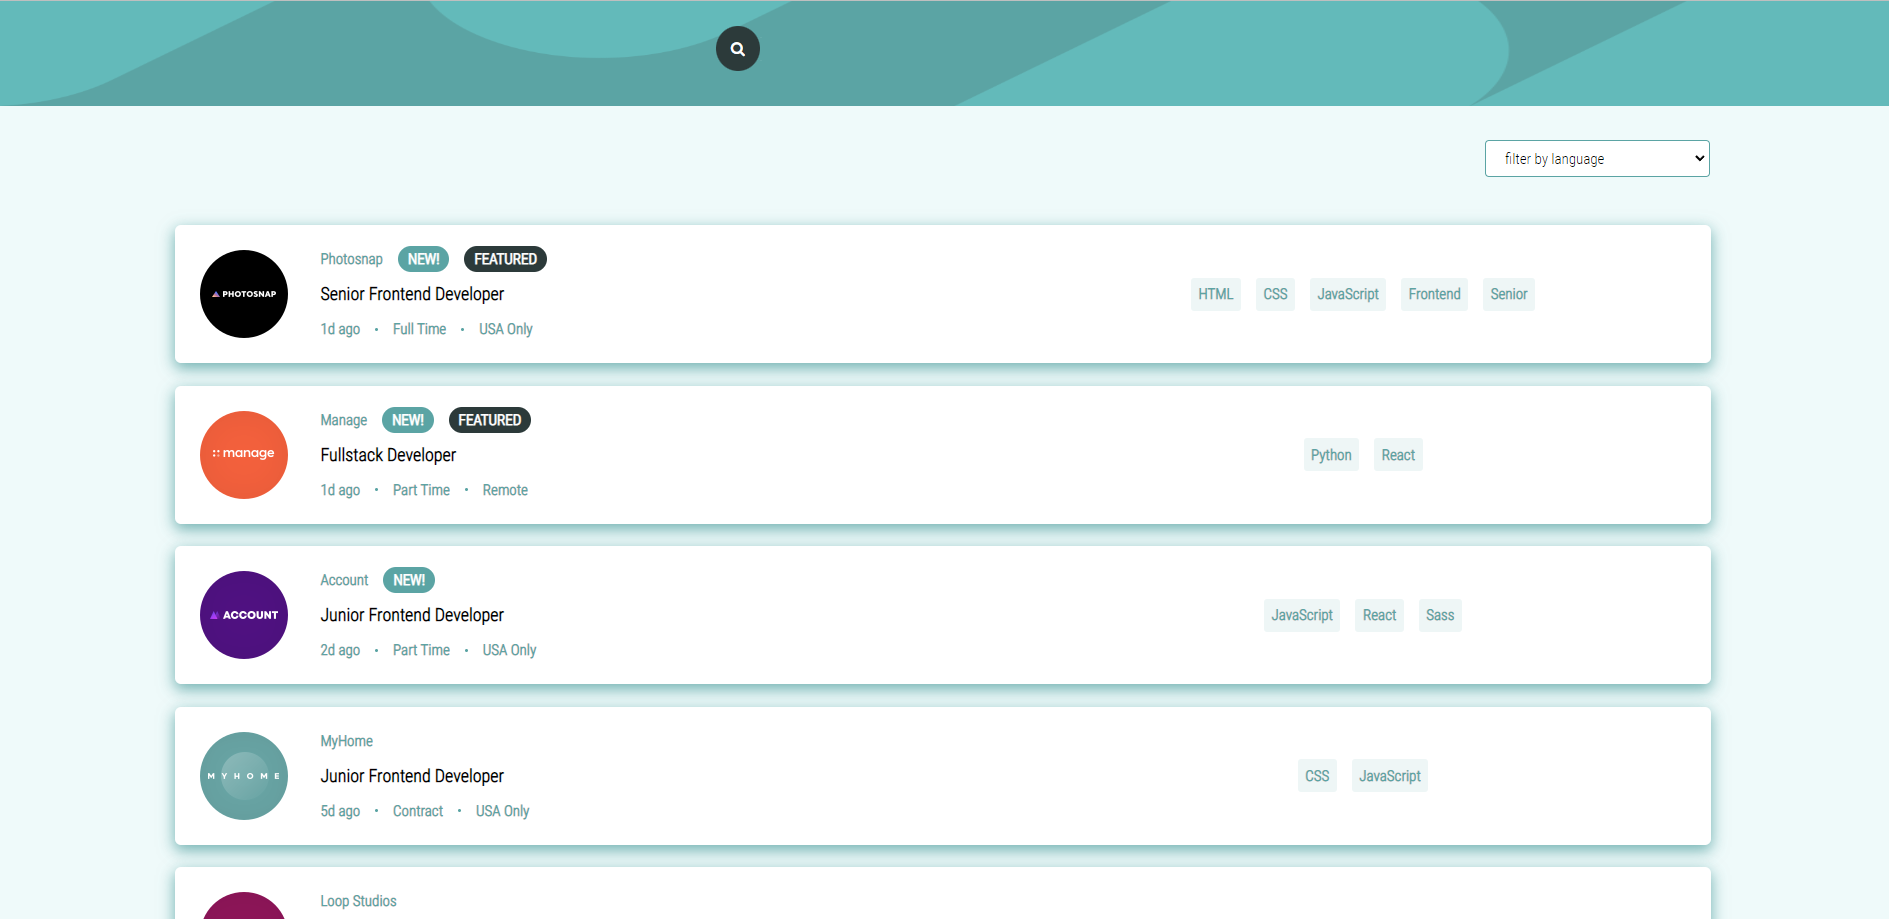 filter by language
PHOTOSNAP
Photosnap NEW! FEATURED
Senior Frontend Developer
1d ago • Full Time • USA Only
HTML CSS JavaScript Frontend Senior
manage
Manage NEW! FEATURED
Fullstack Developer
1d ago • Part Time • Remote
Python React
ACCOUNT
Account NEW!
Junior Frontend Developer
2d ago • Part Time • USA Only
JavaScript React Sass
MYHOME
MyHome
Junior Frontend Developer
5d ago • Contract • USA Only
CSS JavaScript
Loop Studios